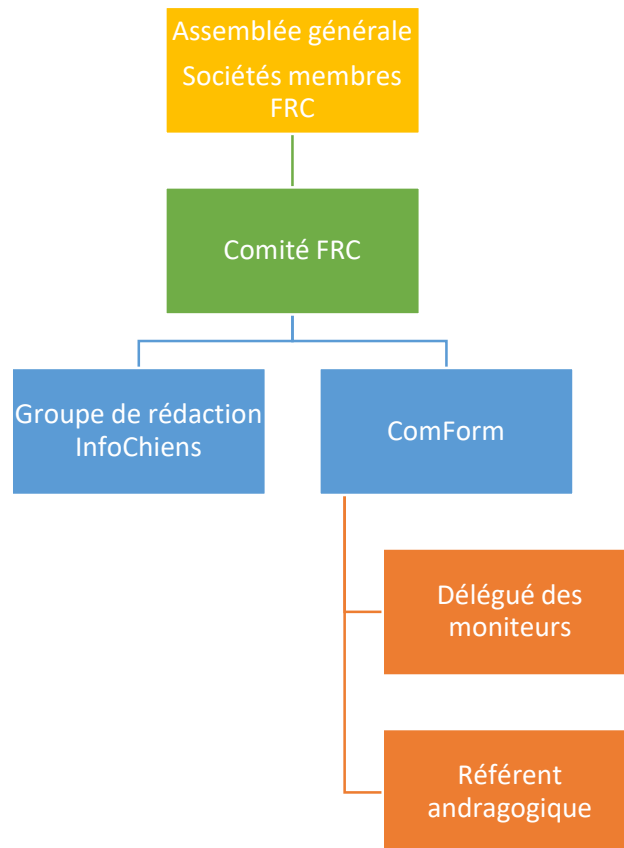 Assemblée générale
Sociétés membres
FRC
Comité FRC
Groupe de rédaction
InfoChiens
ComForm
Délégué des
moniteurs
Référent
andragogique